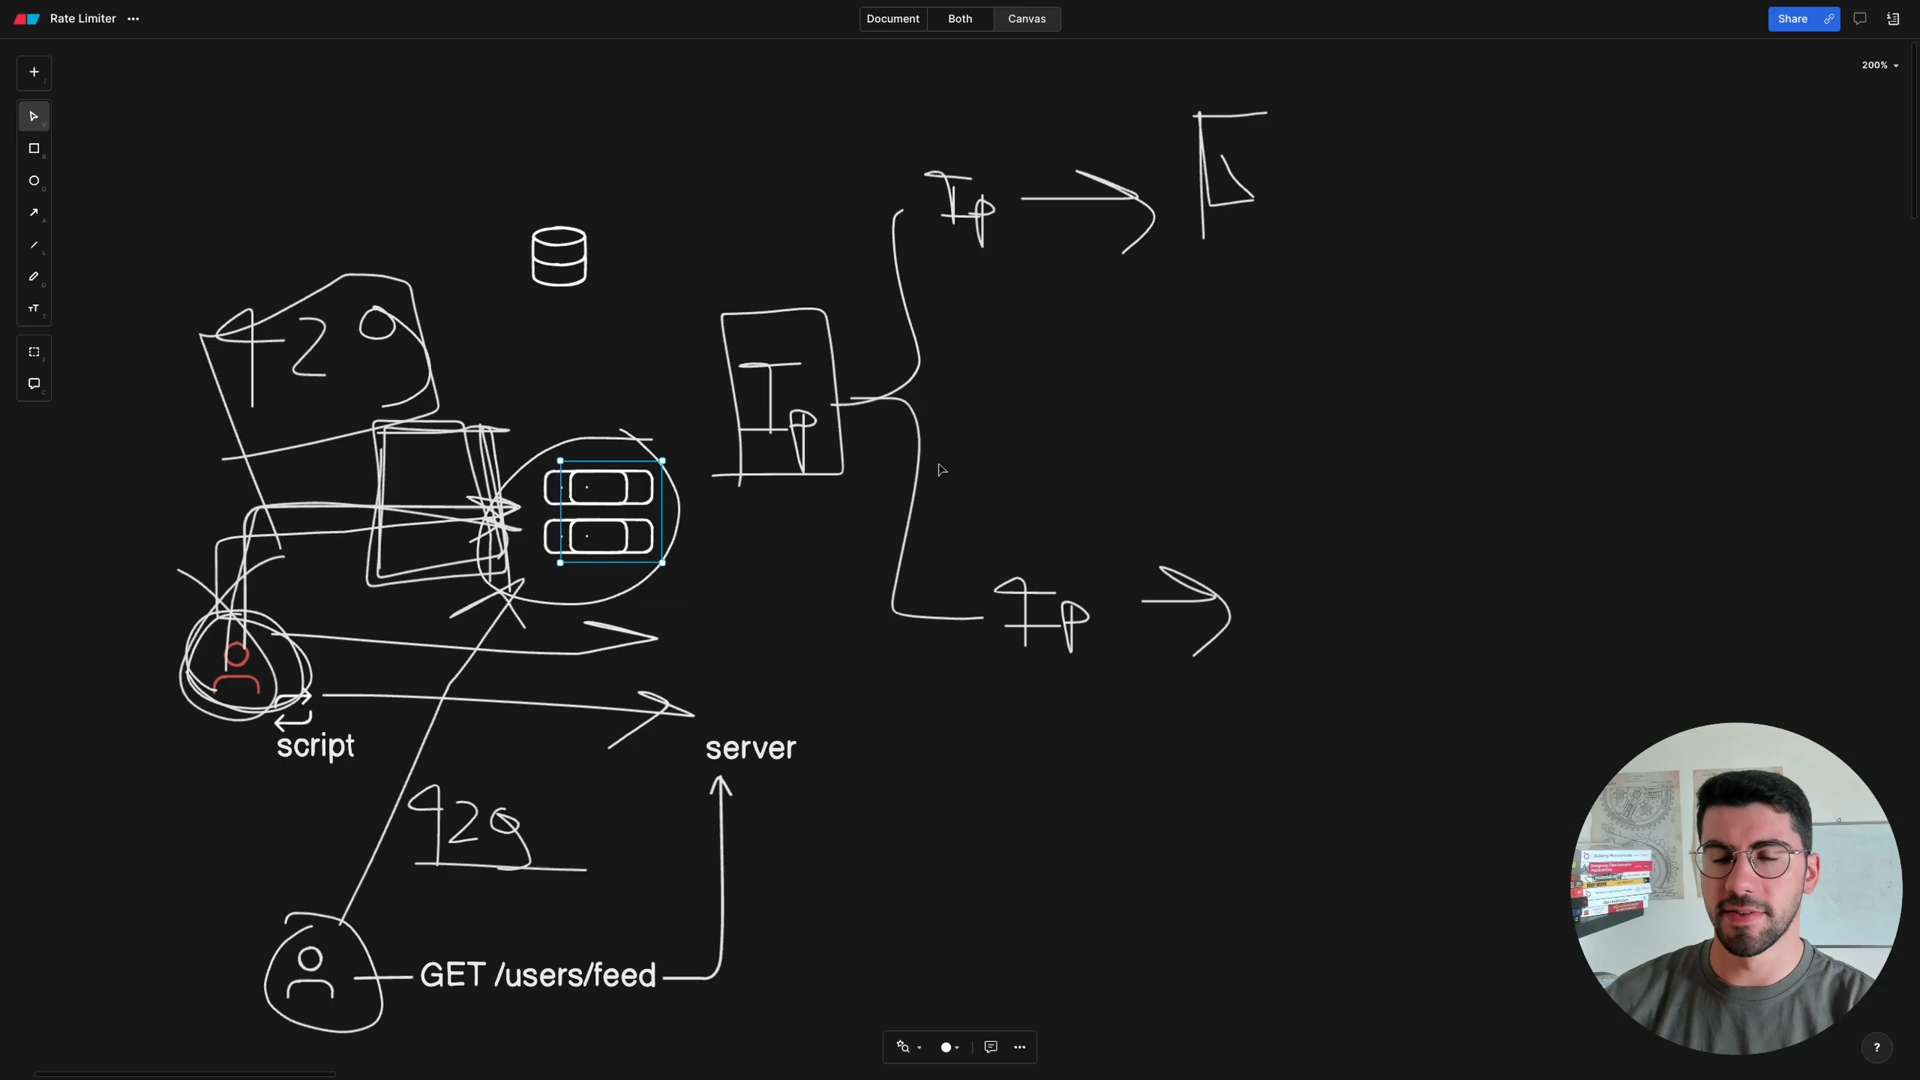 Rate Limiter
Document
Both
Canvas
Share
200%
Ip
429
Ip
Ip
script
server
429
GET /users/feed
?